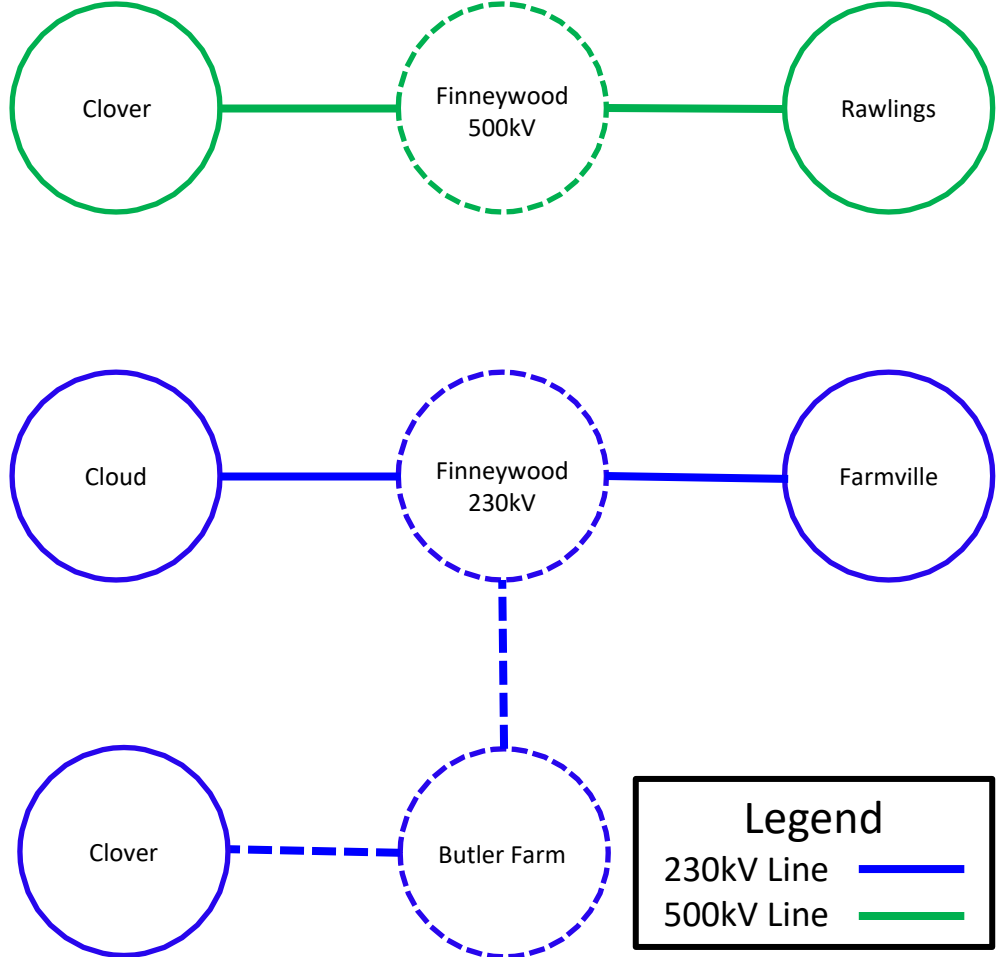 Clover
Finneywood
500kV
Rawlings
Cloud
Finneywood
230kV
Farmville
Clover
Butler Farm
Legend
230kV Line
500kV Line